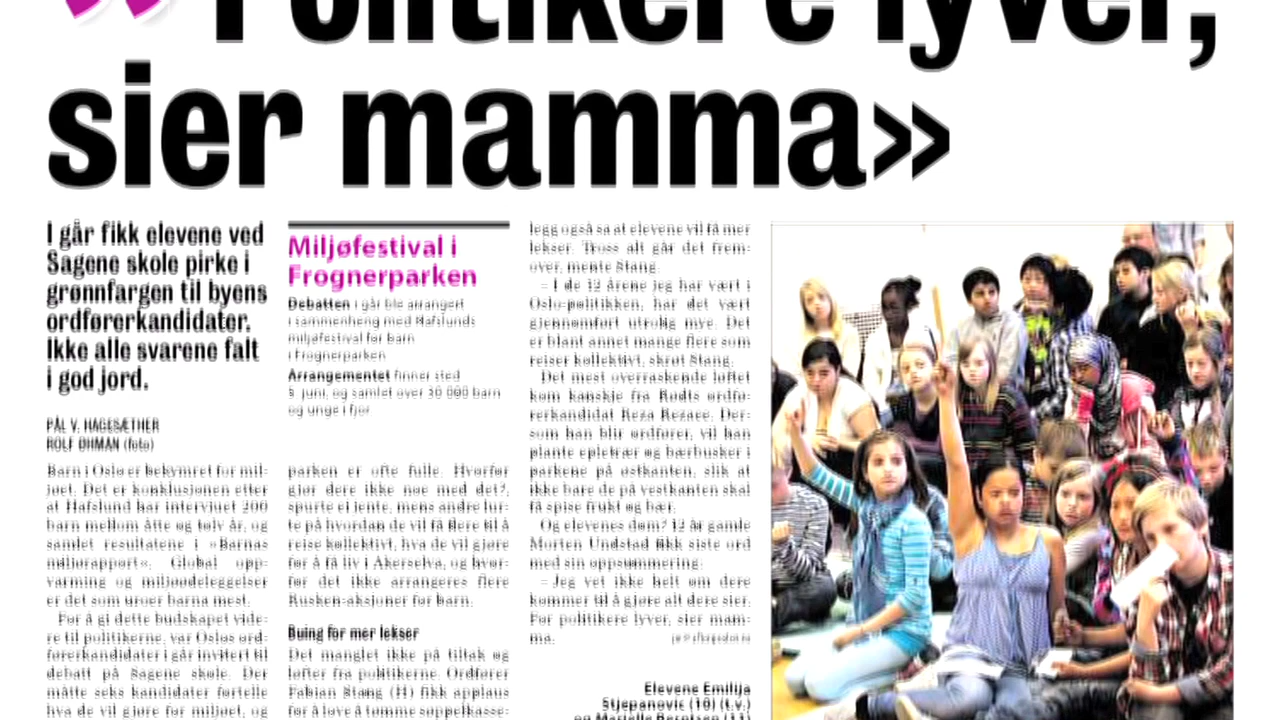 «Politikere lyver,
sier mamma»
I går fikk elevene ved
Sagene skole pirke i
grønnfargen til byens
ordførerkandidater.
Ikke alle svarene falt
i god jord.
PÅL V. HAGESÆTHER
ROLF ØHMAN (foto)
Barn i Oslo er bekymret for mil-
jøet. Det er konklusjonen etter
at Hafslund har intervjuet 200
barn mellom åtte og tolv år, og
samlet resultatene i «Barnas
miljørapport». Global opp-
varming og miljøødeleggelser
er det som uroer barna mest.
For å gi dette budskapet vide-
re til politikerne, var Oslos ord-
førerkandidater i går invitert til
debatt på Sagene skole. Der
måtte seks kandidater fortelle
hva de vil gjøre for miljøet, og
Miljøfestival i
Frognerparken
Debatten i går ble arrangert
i sammenheng med Hafslunds
miljøfestival for barn
i Frognerparken
Arrangementet finner sted
9. juni, og samlet over 30 000 barn
og unge i fjor
parken er ofte fulle. Hvorfor
gjør dere ikke noe med det?,
spurte ei jente, mens andre lur-
te på hvordan de vil få flere til å
reise kollektivt, hva de vil gjøre
for å få liv i Akerselva, og hvor-
for det ikke arrangeres flere
Rusken-aksjoner for barn.
Buing for mer lekser
Det manglet ikke på tiltak og
løfter fra politikerne. Ordfører
Fabian Stang (H) fikk applaus
for å love å tømme søppelkasse-
legg også sa at elevene vil få mer
lekser. Tross alt går det frem-
over, mente Stang.
– I de 12 årene jeg har vært i
Oslo-politikken, har det vært
gjennomført utrolig mye. Det
er blant annet mange flere som
reiser kollektivt, skrøt Stang.
Det mest overraskende løftet
kom kanskje fra Rødts ordfø-
rerkandidat Reza Rezaee. Der-
som han blir ordfører, vil han
plante epletrær og bærbusker i
parkene på østkanten, slik at
ikke bare de på vestkanten skal
få spise frukt og bær.
Og elevenes dom? 12 år gamle
Morten Undstad fikk siste ord
med sin oppsummering:
– Jeg vet ikke helt om dere
kommer til å gjøre alt dere sier.
For politikere lyver, sier mam-
ma.
Elevene Emilija
Stjepanovic (10) (t.v.)
og Marielle Berntsen (11)